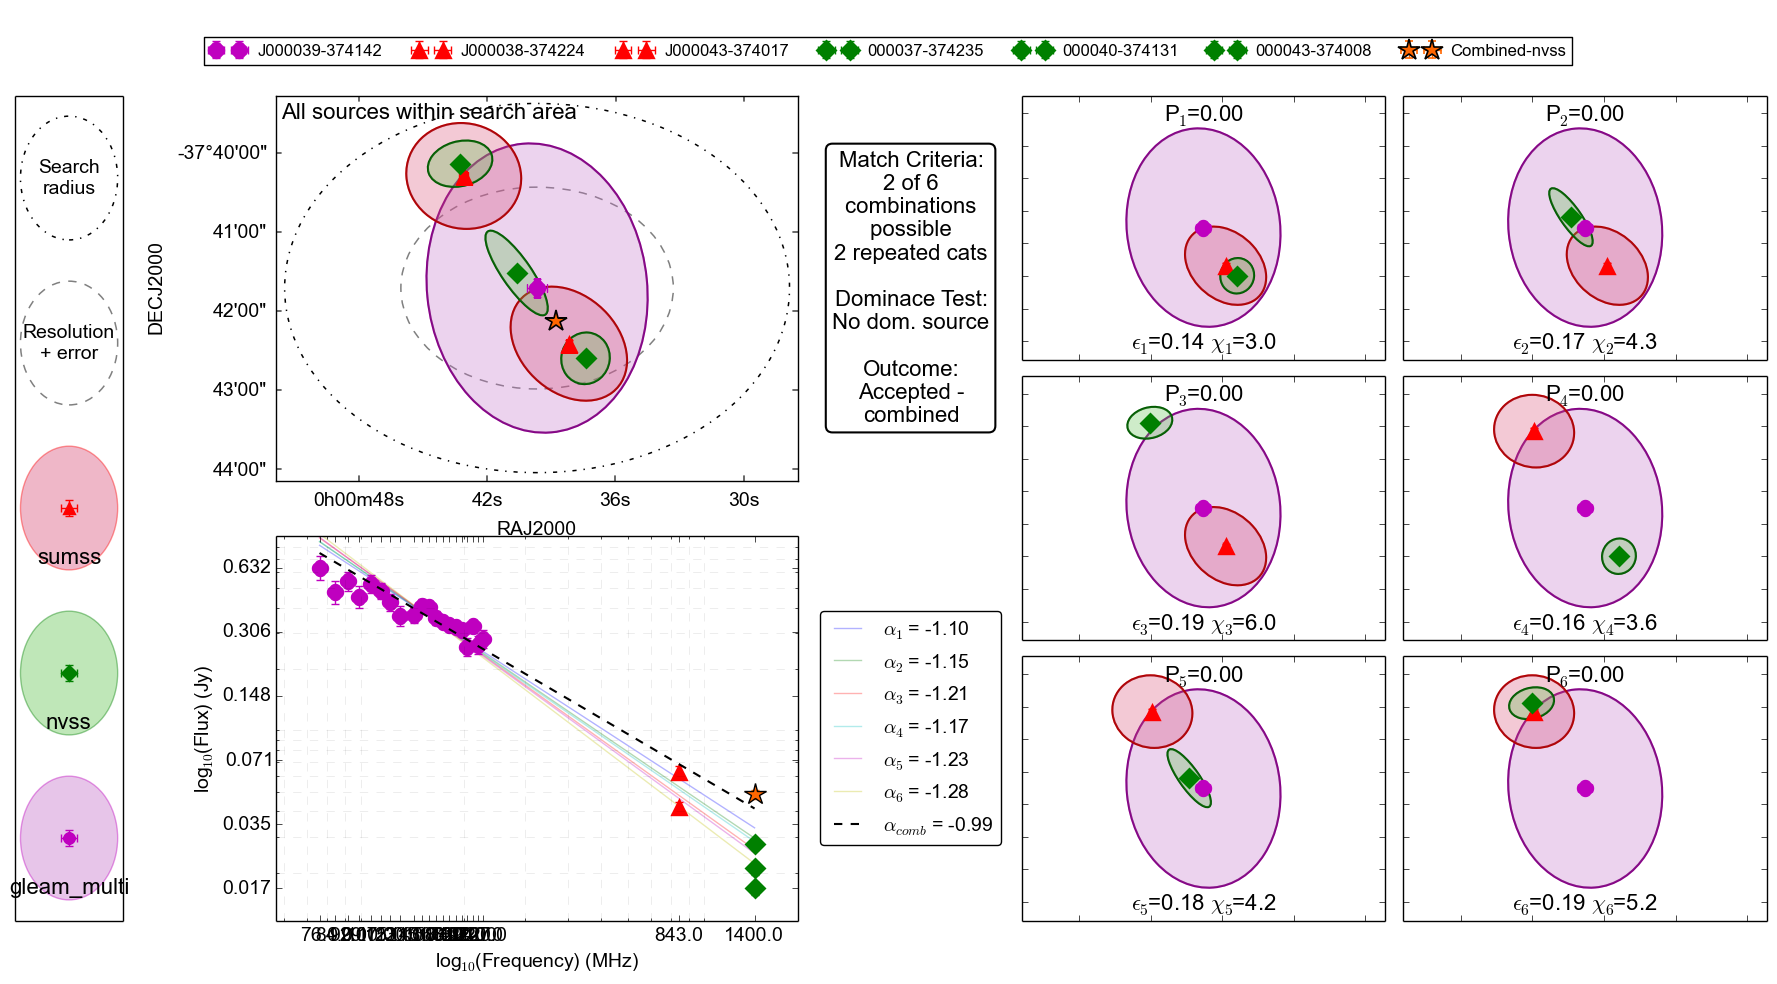 J000039-374142 J000038-374224 J000043-374017 000037-374235 000040-374131 000043-374008 Combined-nvss
Search
radius
Resolution
+ error
sumss
nvss
gleam_multi
All sources within search area
DECJ2000
-37°40'00"
41'00"
42'00"
43'00"
44'00"
0h00m48s 42s 36s 30s
RAJ2000
Match Criteria:
2 of 6
combinations
possible
2 repeated cats
Dominace Test:
No dom. source
Outcome:
Accepted -
combined
log10(Flux) (Jy)
0.632
0.306
0.148
0.071
0.035
0.017
843.0 1400.0
log10(Frequency) (MHz)
α1 = -1.10
α2 = -1.15
α3 = -1.21
α4 = -1.17
α5 = -1.23
α6 = -1.28
αcomb = -0.99
P1=0.00
ϵ1=0.14 χ1=3.0
P2=0.00
ϵ2=0.17 χ2=4.3
P3=0.00
ϵ3=0.19 χ3=6.0
P4=0.00
ϵ4=0.16 χ4=3.6
P5=0.00
ϵ5=0.18 χ5=4.2
P6=0.00
ϵ6=0.19 χ6=5.2